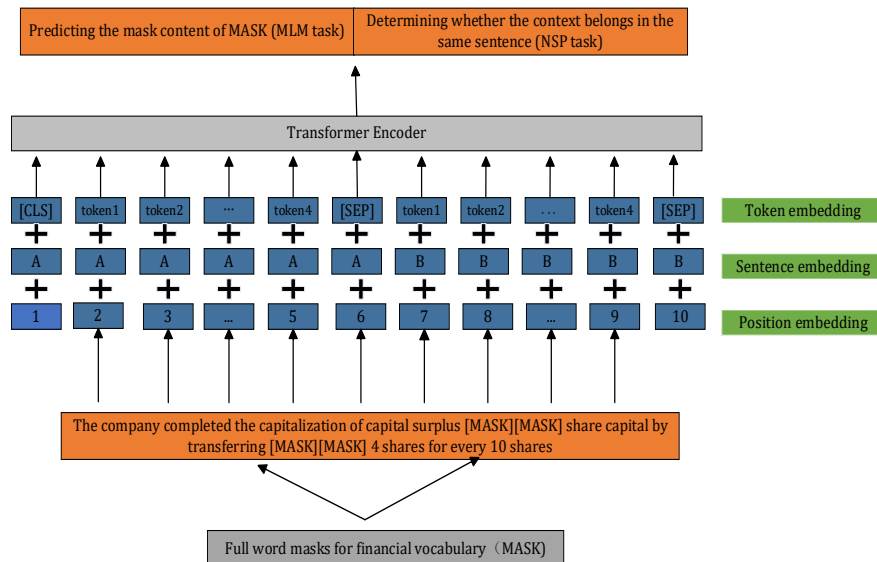 Predicting the mask content of MASK (MLM task)
Determining whether the context belongs in the
same sentence (NSP task)
Transformer Encoder
[CLS] token1 token2 ... token4 [SEP] token1 token2 ... token4 [SEP] Token embedding
+ + + + + + + + + + +
A A A A A A B B B B B Sentence embedding
+ + + + + + + + + + +
1 2 3 ... 5 6 7 8 ... 9 10 Position embedding
The company completed the capitalization of capital surplus [MASK][MASK] share capital by
transferring [MASK][MASK] 4 shares for every 10 shares
Full word masks for financial vocabulary（MASK)